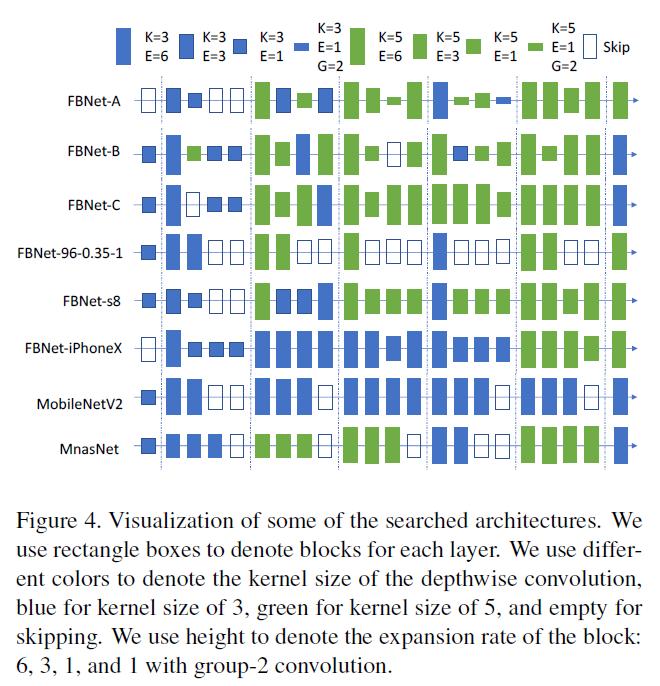 K=3 E=6
K=3 E=3
K=3 E=1
K=3 E=1 G=2
K=5 E=6
K=5 E=3
K=5 E=1
K=5 E=1 G=2
Skip
FBNet-A
FBNet-B
FBNet-C
FBNet-96-0.35-1
FBNet-s8
FBNet-iPhoneX
MobileNetV2
MnasNet
Figure 4. Visualization of some of the searched architectures. We
use rectangle boxes to denote blocks for each layer. We use differ-
ent colors to denote the kernel size of the depthwise convolution,
blue for kernel size of 3, green for kernel size of 5, and empty for
skipping. We use height to denote the expansion rate of the block:
6, 3, 1, and 1 with group-2 convolution.